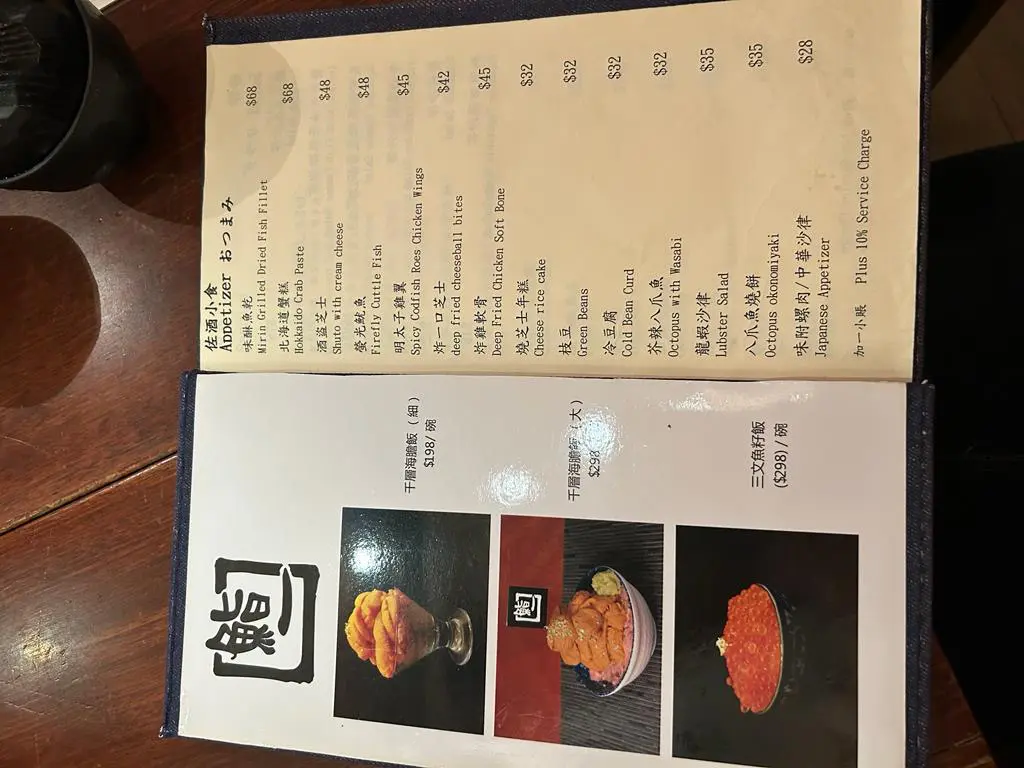 鮨
千層海膽飯（細）
$198/ 碗
千層海膽飯（大）
$298
三文魚籽飯
($298)/ 碗
鮨
佐酒小食
Appetizer おつまみ
味醂魚乾 $68
Mirin Grilled Dried Fish Fillet
北海道蟹糕 $68
Hokkaido Crab Paste
酒盜芝士 $48
Shuto with cream cheese
螢光魷魚 $48
Firefly Curttle Fish
明太子雞翼 $45
Spicy Codfish Roes Chicken Wings
炸一口芝士 $42
deep fried cheeseball bites
炸雞軟骨 $45
Deep Fried Chicken Soft Bone
燒芝士年糕 $32
Cheese rice cake
枝豆 $32
Green Beans
冷豆腐 $32
Cold Bean Curd
芥辣八爪魚 $32
Octopus with Wasabi
龍蝦沙律 $35
Lubster Salad
八爪魚燒餅 $35
Octopus okonomiyaki
味附螺肉/中華沙律 $28
Japanese Appetizer
加一小賬 Plus 10% Service Charge